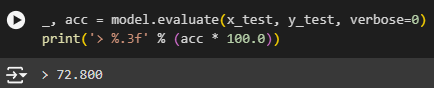 _, acc = model.evaluate(x_test, y_test, verbose=0)
print('> %.3f' % (acc * 100.0))
> 72.800